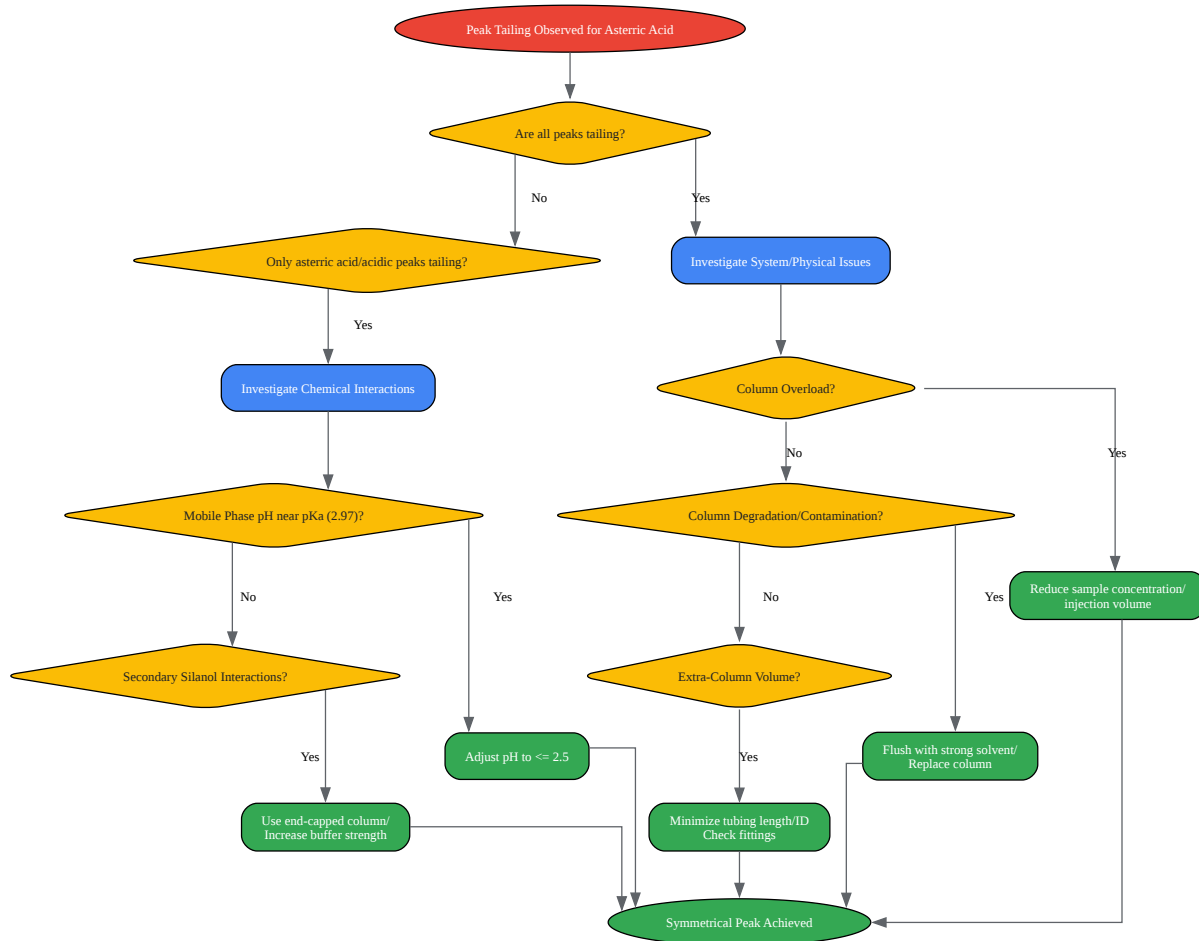 Peak Tailing Observed for Asterric Acid
Are all peaks tailing?
No
Yes
Only asterric acid/acidic peaks tailing?
Investigate System/Physical Issues
Yes
Investigate Chemical Interactions
Column Overload?
No
Yes
Mobile Phase pH near pKa (2.97)?
Column Degradation/Contamination?
No
Yes
No
Yes
Reduce sample concentration/
injection volume
Secondary Silanol Interactions?
Extra-Column Volume?
Yes
Adjust pH to <= 2.5
Yes
Flush with strong solvent/
Replace column
Use end-capped column/
Increase buffer strength
Minimize tubing length/ID
Check fittings
Symmetrical Peak Achieved